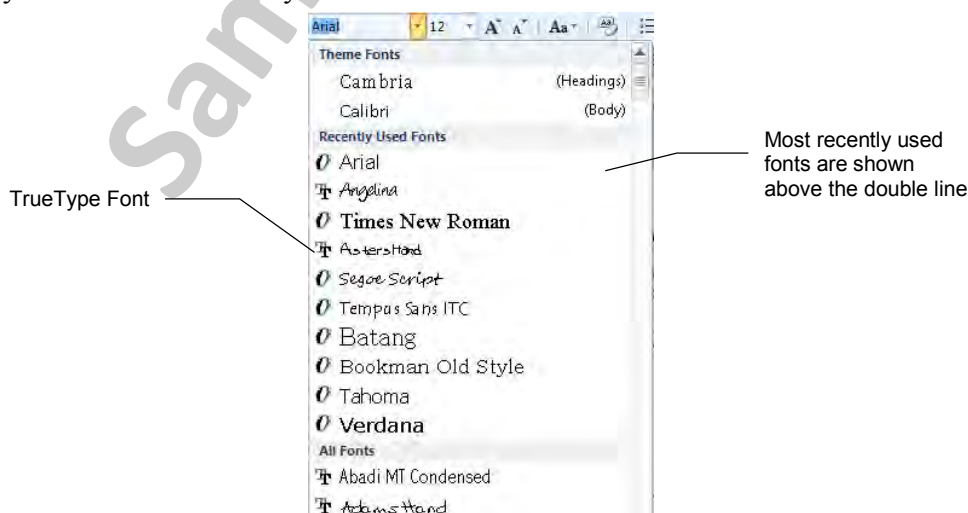 Sam
Arial 12 A A Aa
Theme Fonts
Cambria (Headings)
Calibri (Body)
Recently Used Fonts
Arial
Angelina
Times New Roman
AstersHand
Segoe Script
Tempus Sans ITC
Batang
Bookman Old Style
Tahoma
Verdana
All Fonts
Abadi MT Condensed
AdamsHand
TrueType Font
Most recently used
fonts are shown
above the double line